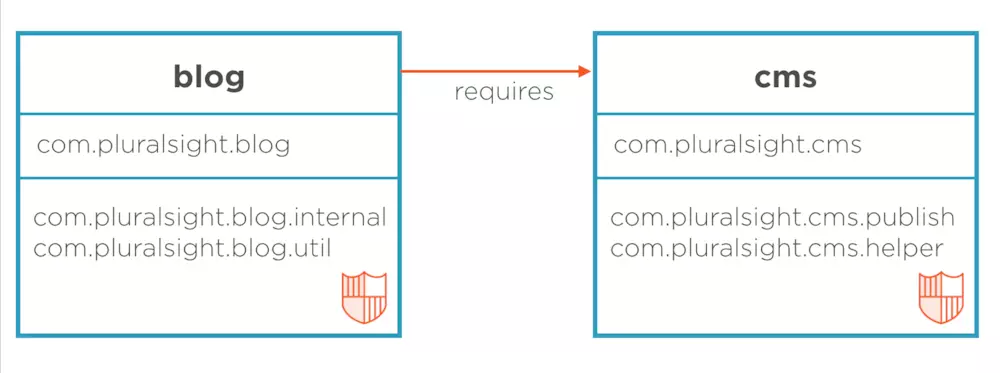 blog
requires
cms
com.pluralsight.blog
com.pluralsight.cms
com.pluralsight.blog.internal
com.pluralsight.blog.util
com.pluralsight.cms.publish
com.pluralsight.cms.helper